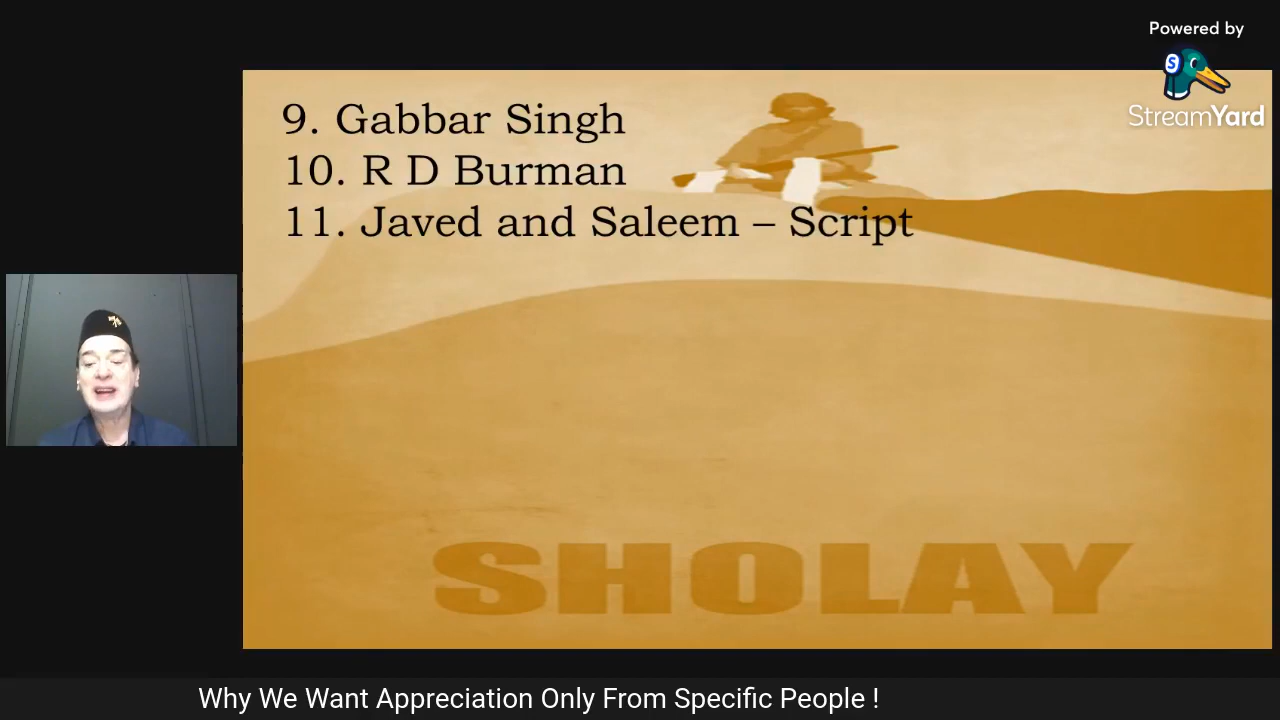 Powered by
StreamYard
9. Gabbar Singh
10. R D Burman
11. Javed and Saleem – Script
SHOLAY
Why We Want Appreciation Only From Specific People !